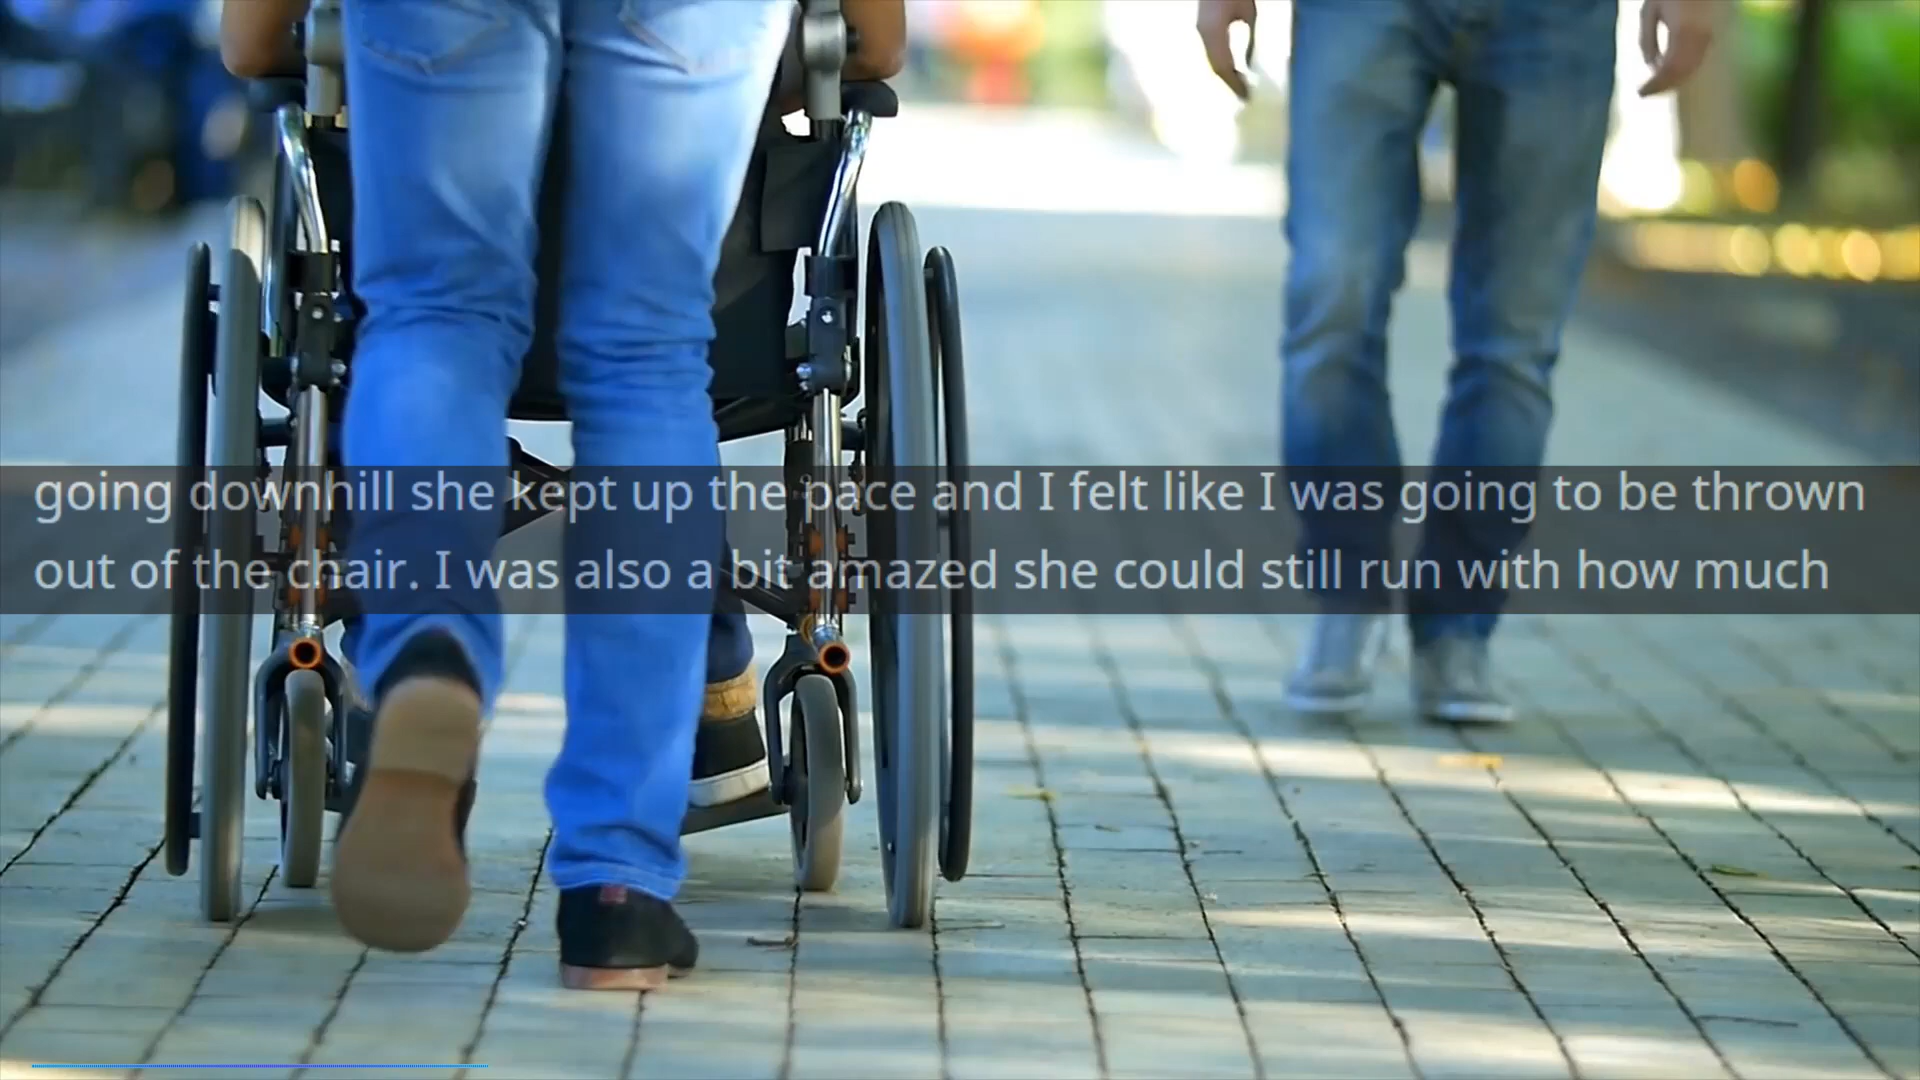 going downhill she kept up the pace and I felt like I was going to be thrown
out of the chair. I was also a bit amazed she could still run with how much